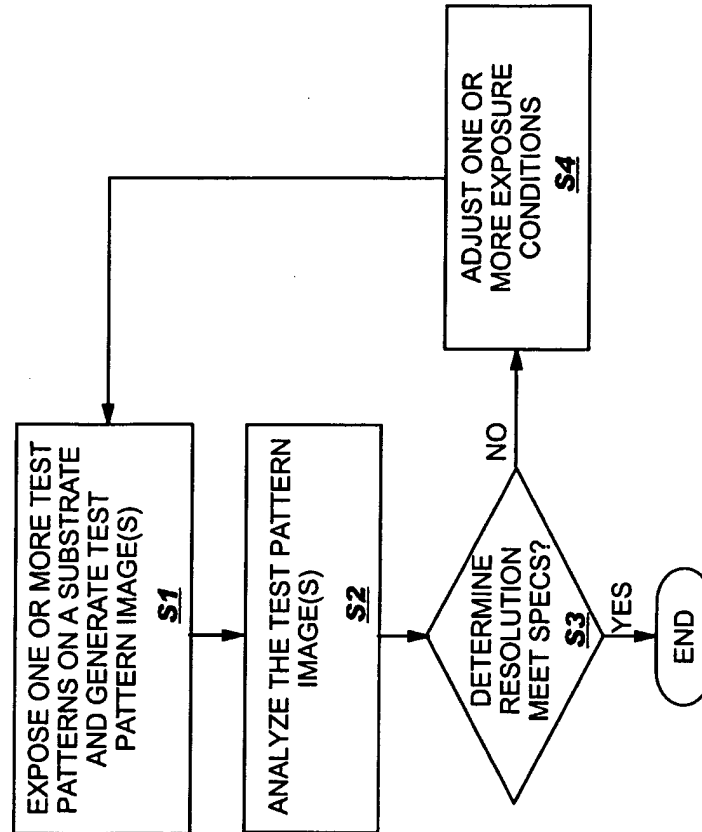 EXPOSE ONE OR MORE TEST
PATTERNS ON A SUBSTRATE
AND GENERATE TEST
PATTERN IMAGE(S)
S1
ANALYZE THE TEST PATTERN
IMAGE(S)
S2
DETERMINE
RESOLUTION
MEET SPECS?
S3
NO
YES
ADJUST ONE OR
MORE EXPOSURE
CONDITIONS
S4
END